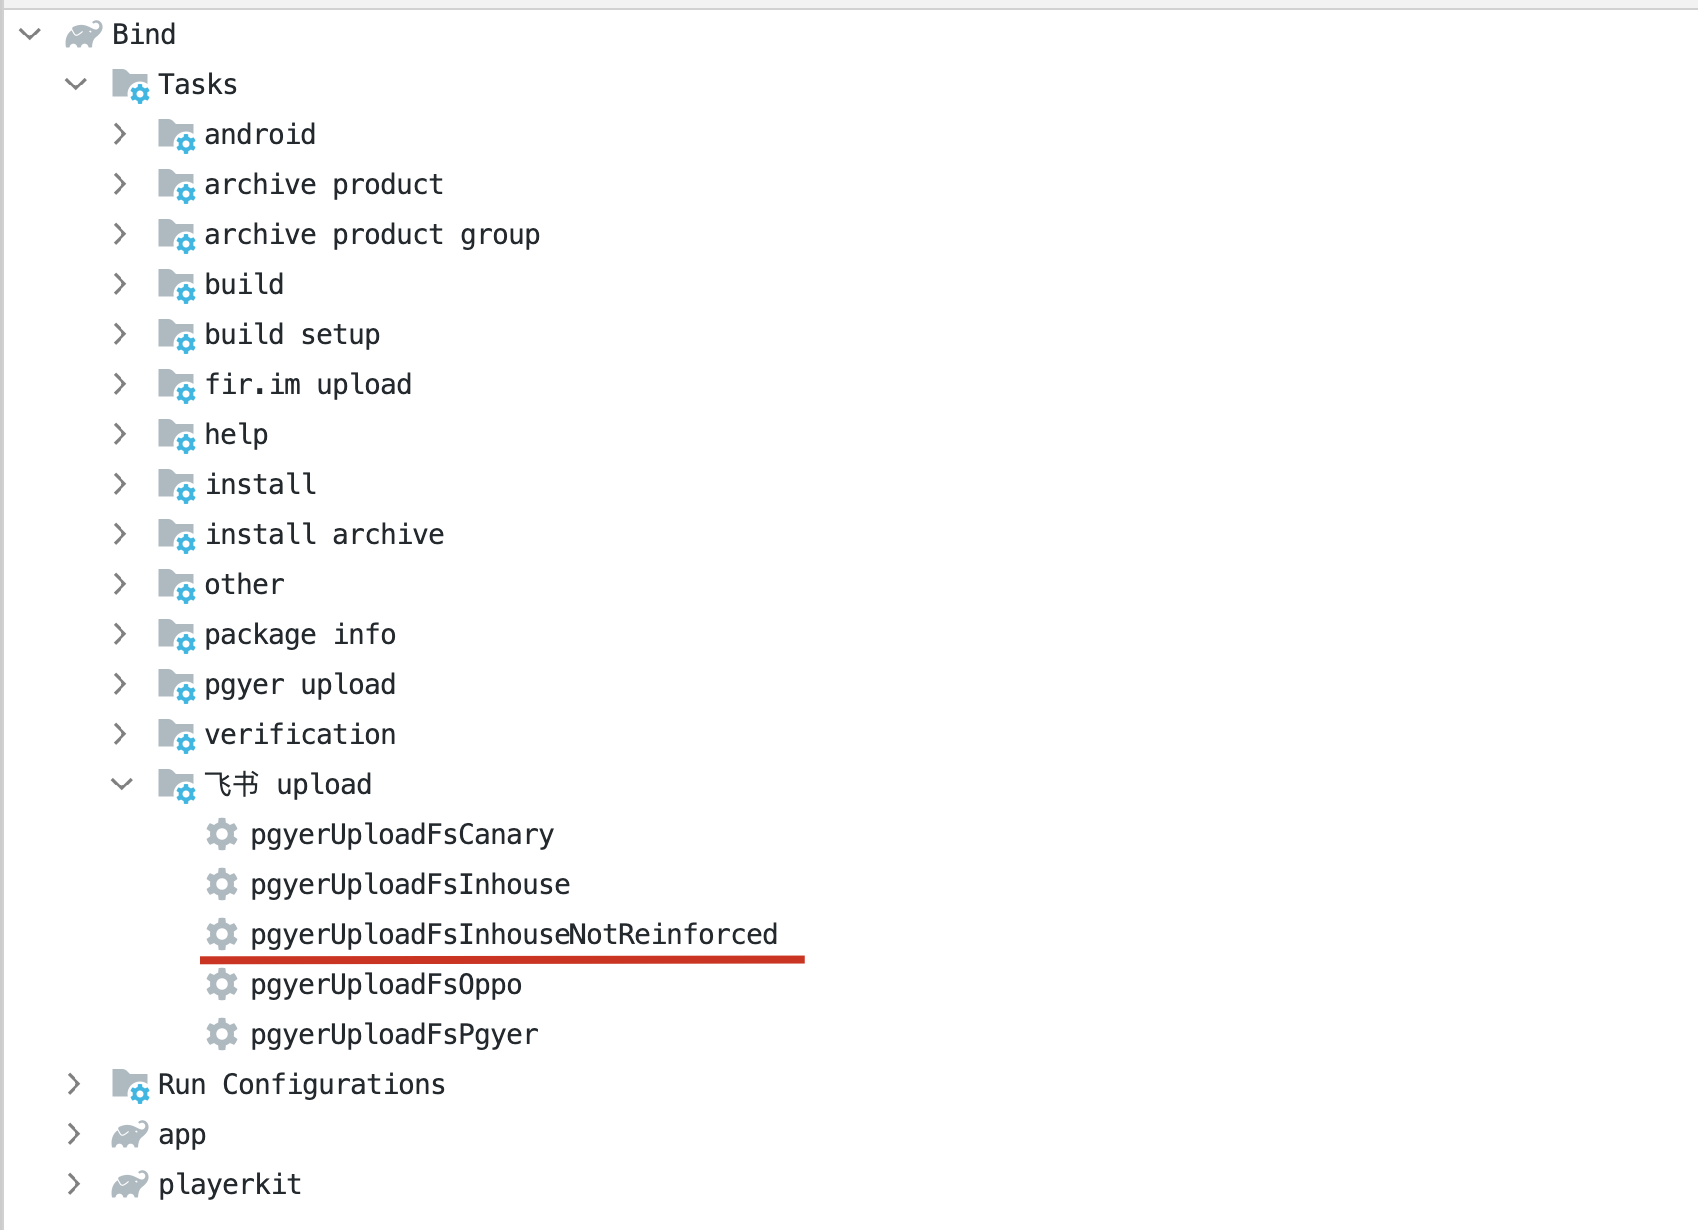 Bind
Tasks
android
archive product
archive product group
build
build setup
fir.im upload
help
install
install archive
other
package info
pgyer upload
verification
飞书 upload
pgyerUploadFsCanary
pgyerUploadFsInhouse
pgyerUploadFsInhouseNotReinforced
pgyerUploadFsOppo
pgyerUploadFsPgyer
Run Configurations
app
playerkit